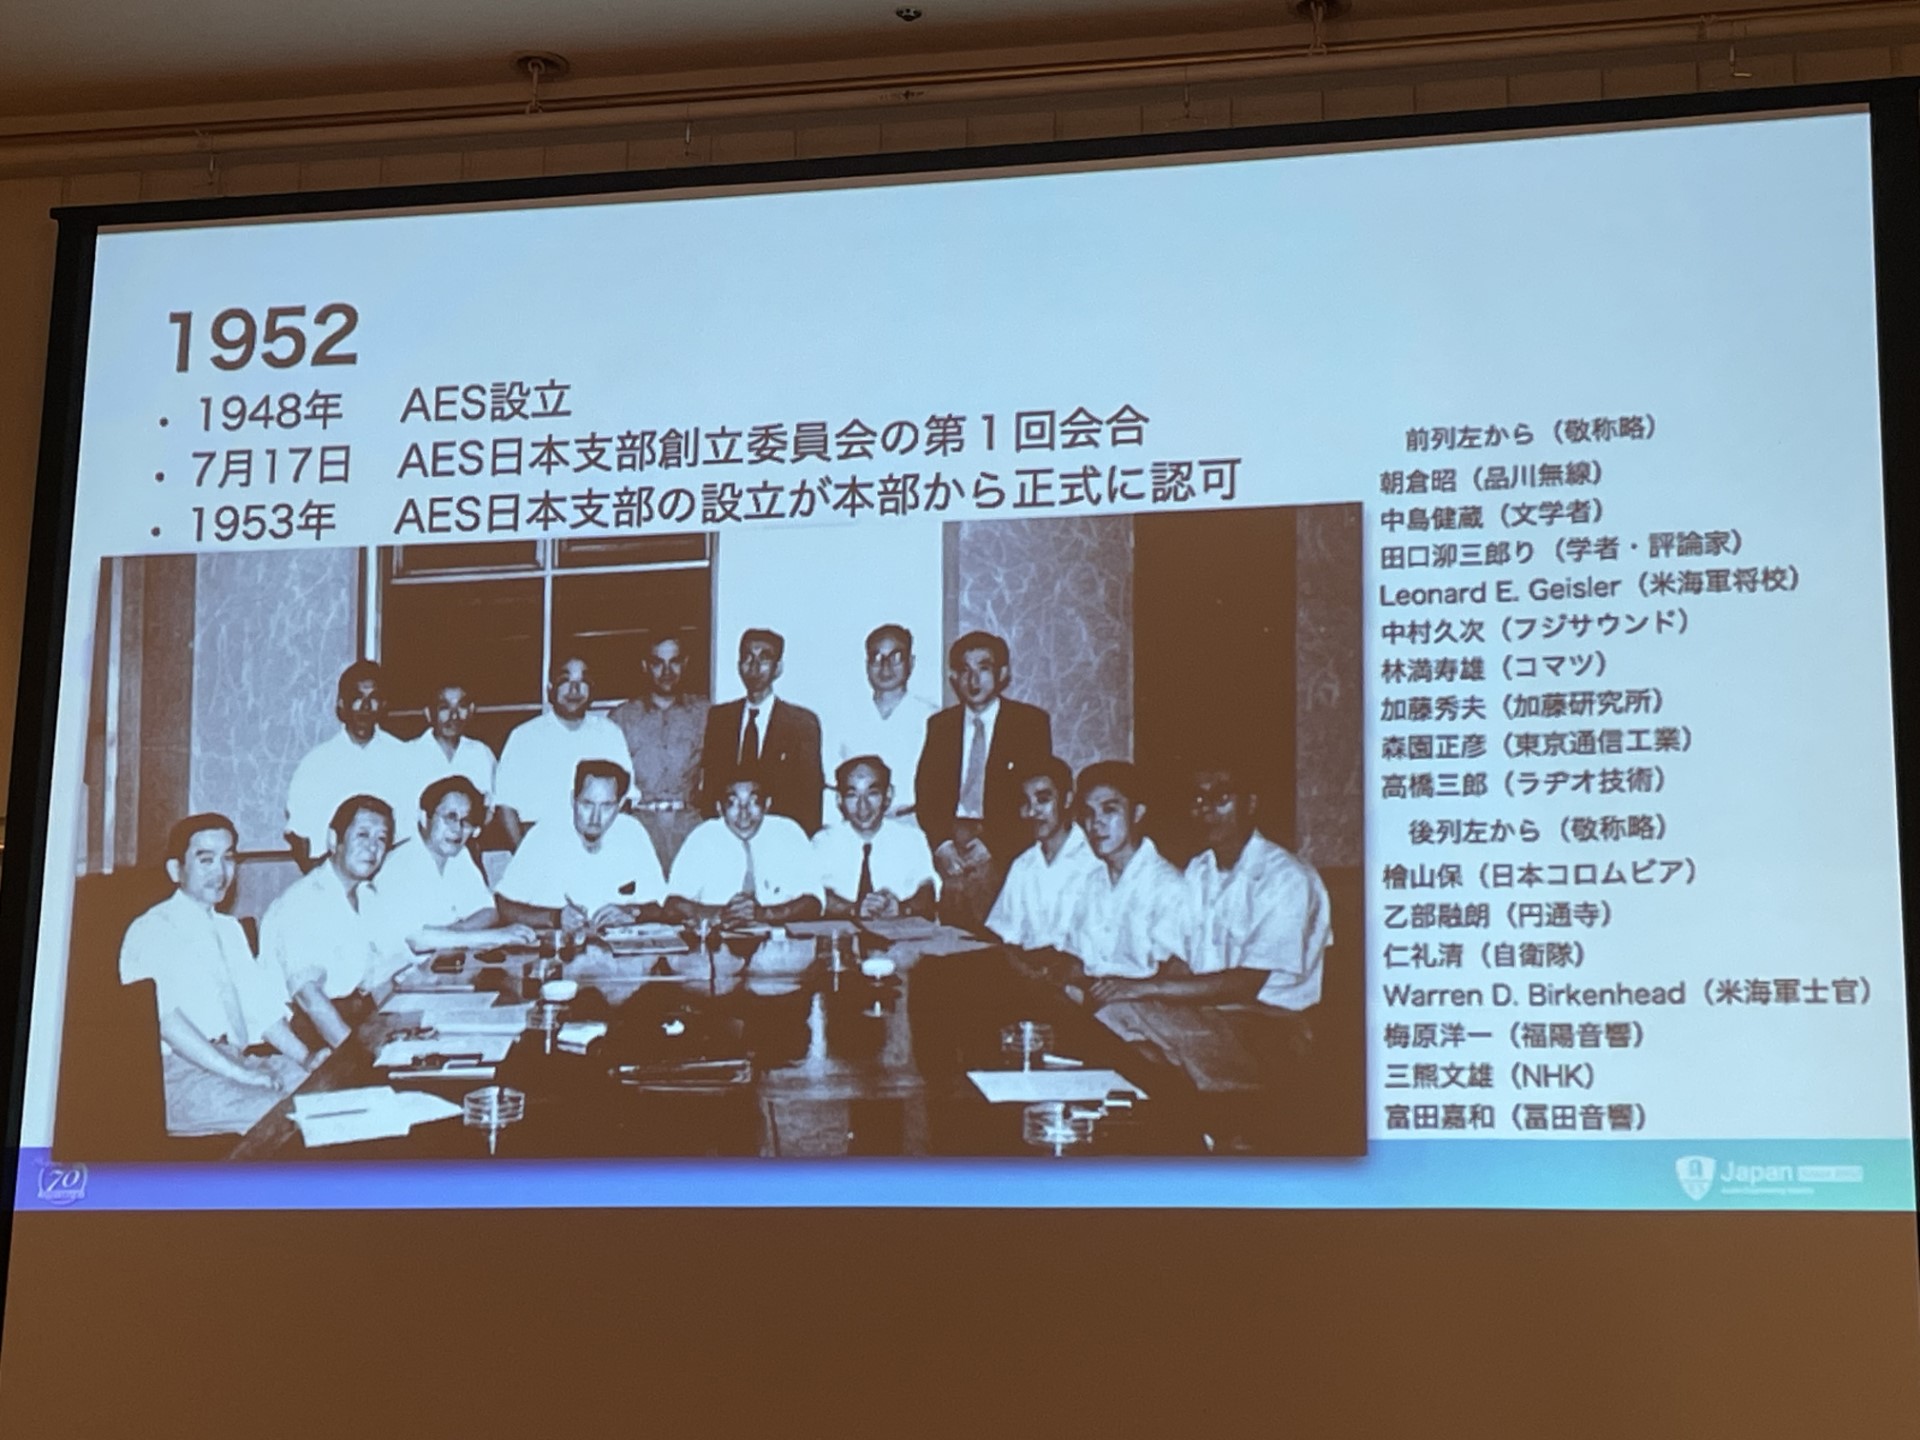 1952
・1948年 AES設立
・7月17日 AES日本支部創立委員会の第1回会合
・1953年 AES日本支部の設立が本部から正式に認可
前列左から（敬称略）
朝倉昭（品川無線）
中島健蔵（文学者）
田口泖三郎り（学者・評論家）
Leonard E. Geisler（米海軍将校）
中村久次（フジサウンド）
林満寿雄（コマツ）
加藤秀夫（加藤研究所）
森園正彦（東京通信工業）
高橋三郎（ラヂオ技術）
後列左から（敬称略）
檜山保（日本コロムビア）
乙部融朗（円通寺）
仁礼清（自衛隊）
Warren D. Birkenhead（米海軍士官）
梅原洋一（福陽音響）
三熊文雄（NHK）
富田嘉和（冨田音響）
70
Japan